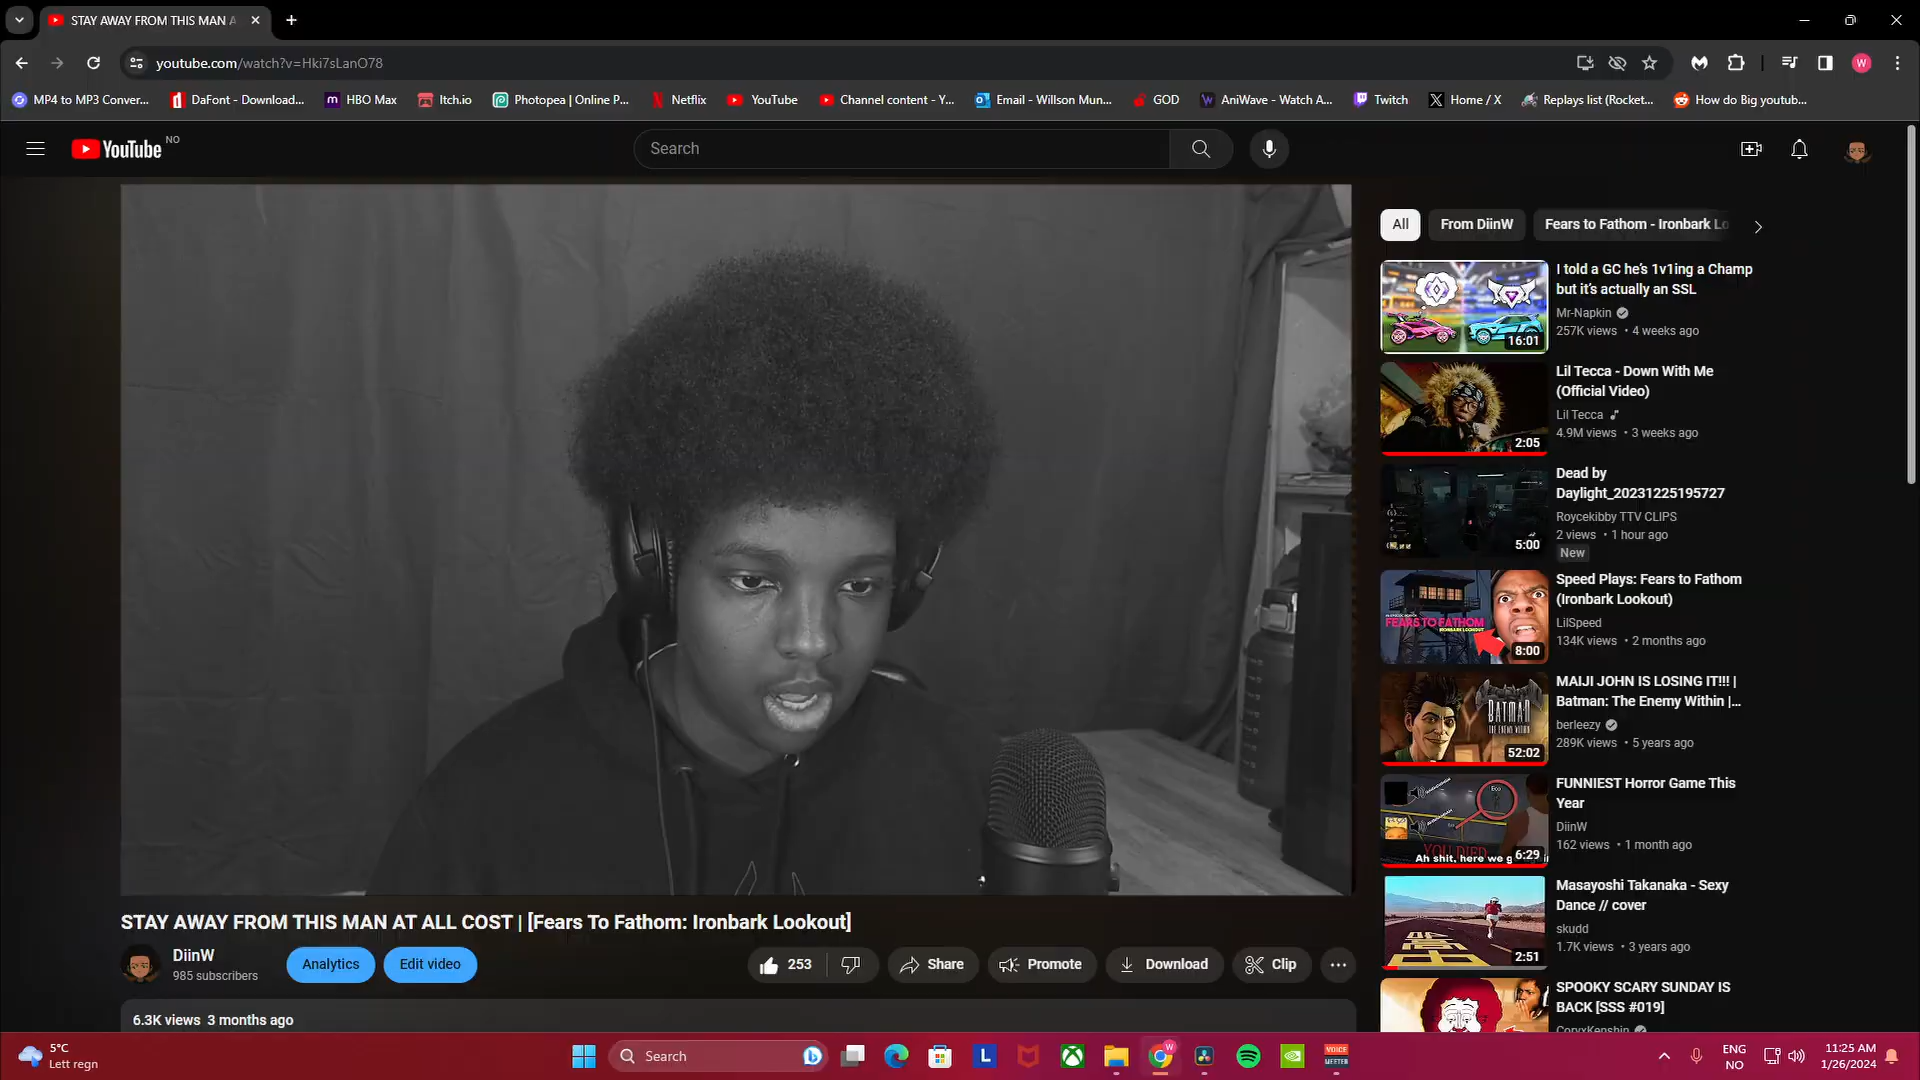 STAY AWAY FROM THIS MAN A
youtube.com/watch?v=Hki7sLanO78
MP4 to MP3 Conver...
DaFont - Download...
HBO Max
Itch.io
Photopea | Online P...
Netflix
YouTube
Channel content - Y...
Email - Willson Mun...
GOD
AniWave - Watch A...
Twitch
Home / X
Replays list (Rocket...
How do Big youtub...
YouTube NO
Search
All
From DiinW
Fears to Fathom - Ironbark Lo
I told a GC he's 1v1ing a Champ
but it's actually an SSL
Mr-Napkin
257K views • 4 weeks ago
16:01
Lil Tecca - Down With Me
(Official Video)
Lil Tecca
4.9M views • 3 weeks ago
2:05
Dead by
Daylight_20231225195727
Roycekibby TTV CLIPS
2 views • 1 hour ago
New
5:00
Speed Plays: Fears to Fathom
(Ironbark Lookout)
LilSpeed
134K views • 2 months ago
FEARS TO FATHOM
IRONBARK LOOKOUT
8:00
MAIJI JOHN IS LOSING IT!!! |
Batman: The Enemy Within |...
berleezy
289K views • 5 years ago
BATMAN
THE ENEMY WITHIN
52:02
FUNNIEST Horror Game This
Year
DiinW
162 views • 1 month ago
YOU DIED
Ah shit, here we g
6:29
Masayoshi Takanaka - Sexy
Dance // cover
skudd
1.7K views • 3 years ago
2:51
SPOOKY SCARY SUNDAY IS
BACK [SSS #019]
CoryxKenshin
STAY AWAY FROM THIS MAN AT ALL COST | [Fears To Fathom: Ironbark Lookout]
DiinW
985 subscribers
Analytics
Edit video
253
Share
Promote
Download
Clip
6.3K views 3 months ago
5°C
Lett regn
Search
VOICE
MEETER
ENG
NO
11:25 AM
1/26/2024